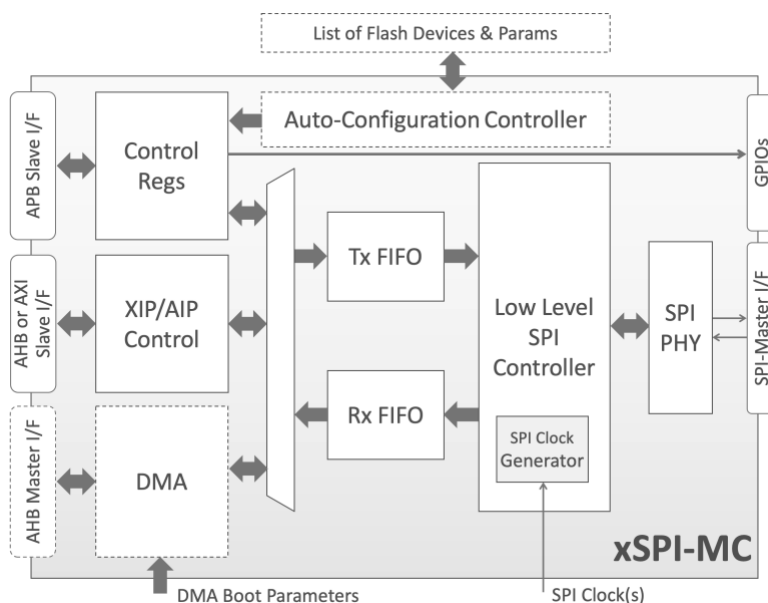 List of Flash Devices & Params
Auto-Configuration Controller
APB Slave I/F
Control
Regs
GPIOs
Tx FIFO
AHB or AXI
Slave I/F
XIP/AIP
Control
Low Level
SPI
Controller
SPI
PHY
SPI-Master I/F
Rx FIFO
AHB Master I/F
DMA
SPI Clock
Generator
xSPI-MC
DMA Boot Parameters
SPI Clock(s)